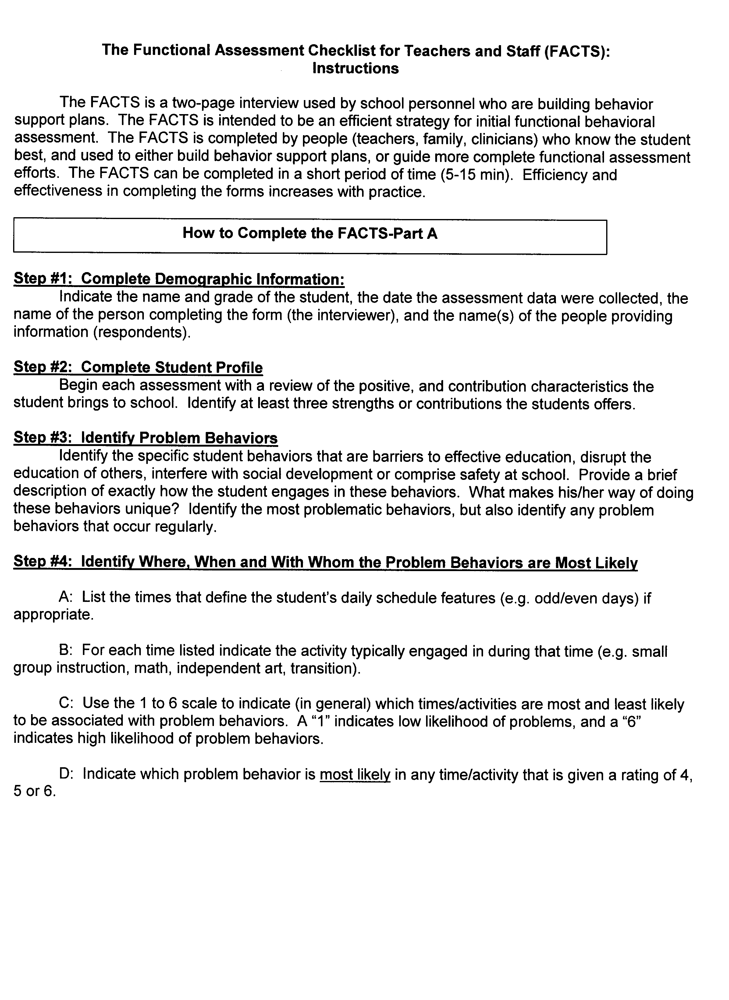 The Functional Assessment Checklist for Teachers and Staff (FACTS):
Instructions
The FACTS is a two-page interview used by school personnel who are building behavior
support plans. The FACTS is intended to be an efficient strategy for initial functional behavioral
assessment. The FACTS is completed by people (teachers, family, clinicians) who know the student
best, and used to either build behavior support plans, or guide more complete functional assessment
efforts. The FACTS can be completed in a short period of time (5-15 min). Efficiency and
effectiveness in completing the forms increases with practice.
How to Complete the FACTS-Part A
Step #1: Complete Demographic Information:
Indicate the name and grade of the student, the date the assessment data were collected, the
name of the person completing the form (the interviewer), and the name(s) of the people providing
information (respondents).
Step #2: Complete Student Profile
Begin each assessment with a review of the positive, and contribution characteristics the
student brings to school. Identify at least three strengths or contributions the students offers.
Step #3: Identify Problem Behaviors
Identify the specific student behaviors that are barriers to effective education, disrupt the
education of others, interfere with social development or comprise safety at school. Provide a brief
description of exactly how the student engages in these behaviors. What makes his/her way of doing
these behaviors unique? Identify the most problematic behaviors, but also identify any problem
behaviors that occur regularly.
Step #4: Identify Where, When and With Whom the Problem Behaviors are Most Likely
A: List the times that define the student's daily schedule features (e.g. odd/even days) if
appropriate.
B: For each time listed indicate the activity typically engaged in during that time (e.g. small
group instruction, math, independent art, transition).
C: Use the 1 to 6 scale to indicate (in general) which times/activities are most and least likely
to be associated with problem behaviors. A “1” indicates low likelihood of problems, and a “6”
indicates high likelihood of problem behaviors.
D: Indicate which problem behavior is most likely in any time/activity that is given a rating of 4,
5 or 6.